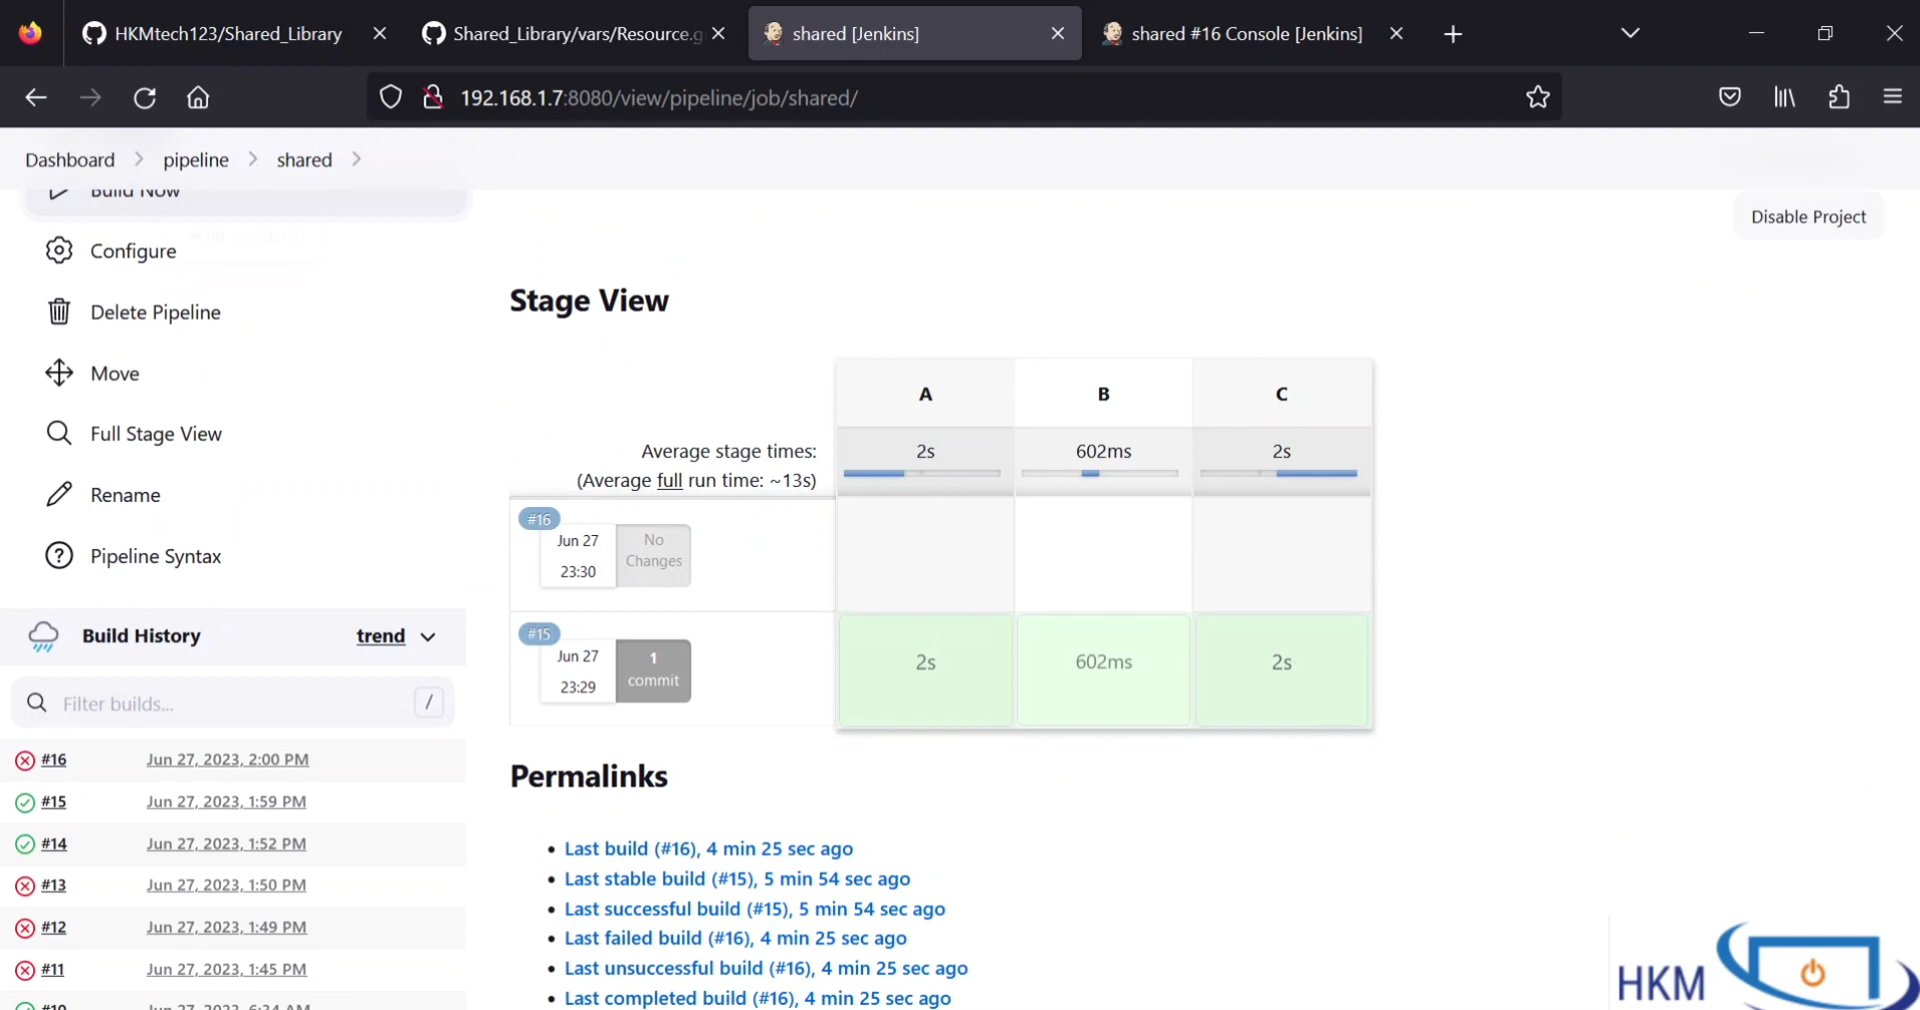 HKMtech123/Shared_Library
Shared_Library/vars/Resource.g
shared [Jenkins]
shared #16 Console [Jenkins]
192.168.1.7:8080/view/pipeline/job/shared/
Dashboard
pipeline
shared
Build Now
Disable Project
Configure
Delete Pipeline
Move
Full Stage View
Rename
Pipeline Syntax
Build History
trend
Filter builds...
/
#16 Jun 27, 2023, 2:00 PM
#15 Jun 27, 2023, 1:59 PM
#14 Jun 27, 2023, 1:52 PM
#13 Jun 27, 2023, 1:50 PM
#12 Jun 27, 2023, 1:49 PM
#11 Jun 27, 2023, 1:45 PM
#10 Jun 27, 2023, 6:34 AM
Stage View
A B C
Average stage times: 2s 602ms 2s
(Average full run time: ~13s)
#16
Jun 27
23:30
No
Changes
#15
Jun 27
23:29
1
commit
2s 602ms 2s
Permalinks
Last build (#16), 4 min 25 sec ago
Last stable build (#15), 5 min 54 sec ago
Last successful build (#15), 5 min 54 sec ago
Last failed build (#16), 4 min 25 sec ago
Last unsuccessful build (#16), 4 min 25 sec ago
Last completed build (#16), 4 min 25 sec ago
HKM